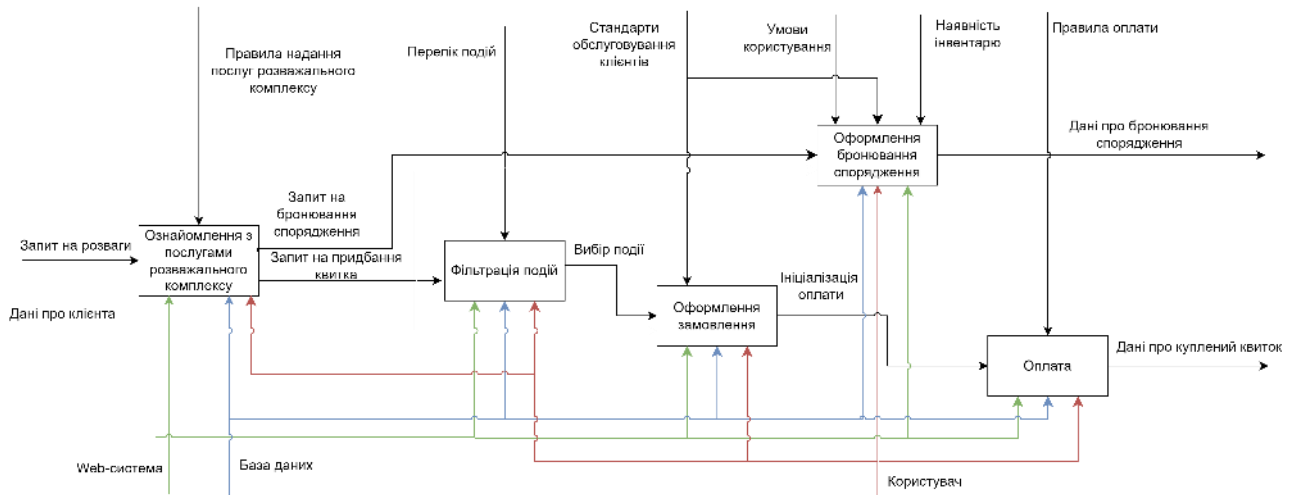 Правила надання
послуг розважального
комплексу
Перелік подій
Стандарти
обслуговування
клієнтів
Умови
користування
Наявність
інвентарю
Правила оплати
Оформлення
бронювання
спорядження
Дані про бронювання
спорядження
Запит на
бронювання
спорядження
Запит на розваги
Ознайомлення з
послугами
розважального
комплексу
Запит на придбання
квитка
Фільтрація подій
Вибір події
Дані про клієнта
Оформлення
замовлення
Ініціалізація
оплати
Оплата
Дані про куплений квиток
Web-система
База даних
Користувач